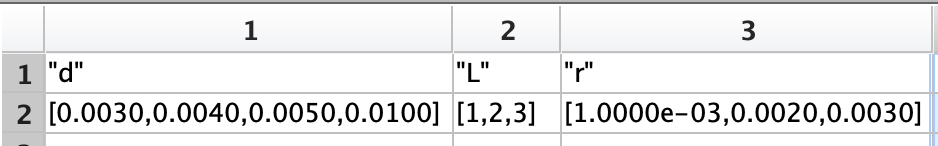 1 2 3
1 "d" "L" "r"
2 [0.0030,0.0040,0.0050,0.0100] [1,2,3] [1.0000e-03,0.0020,0.0030]